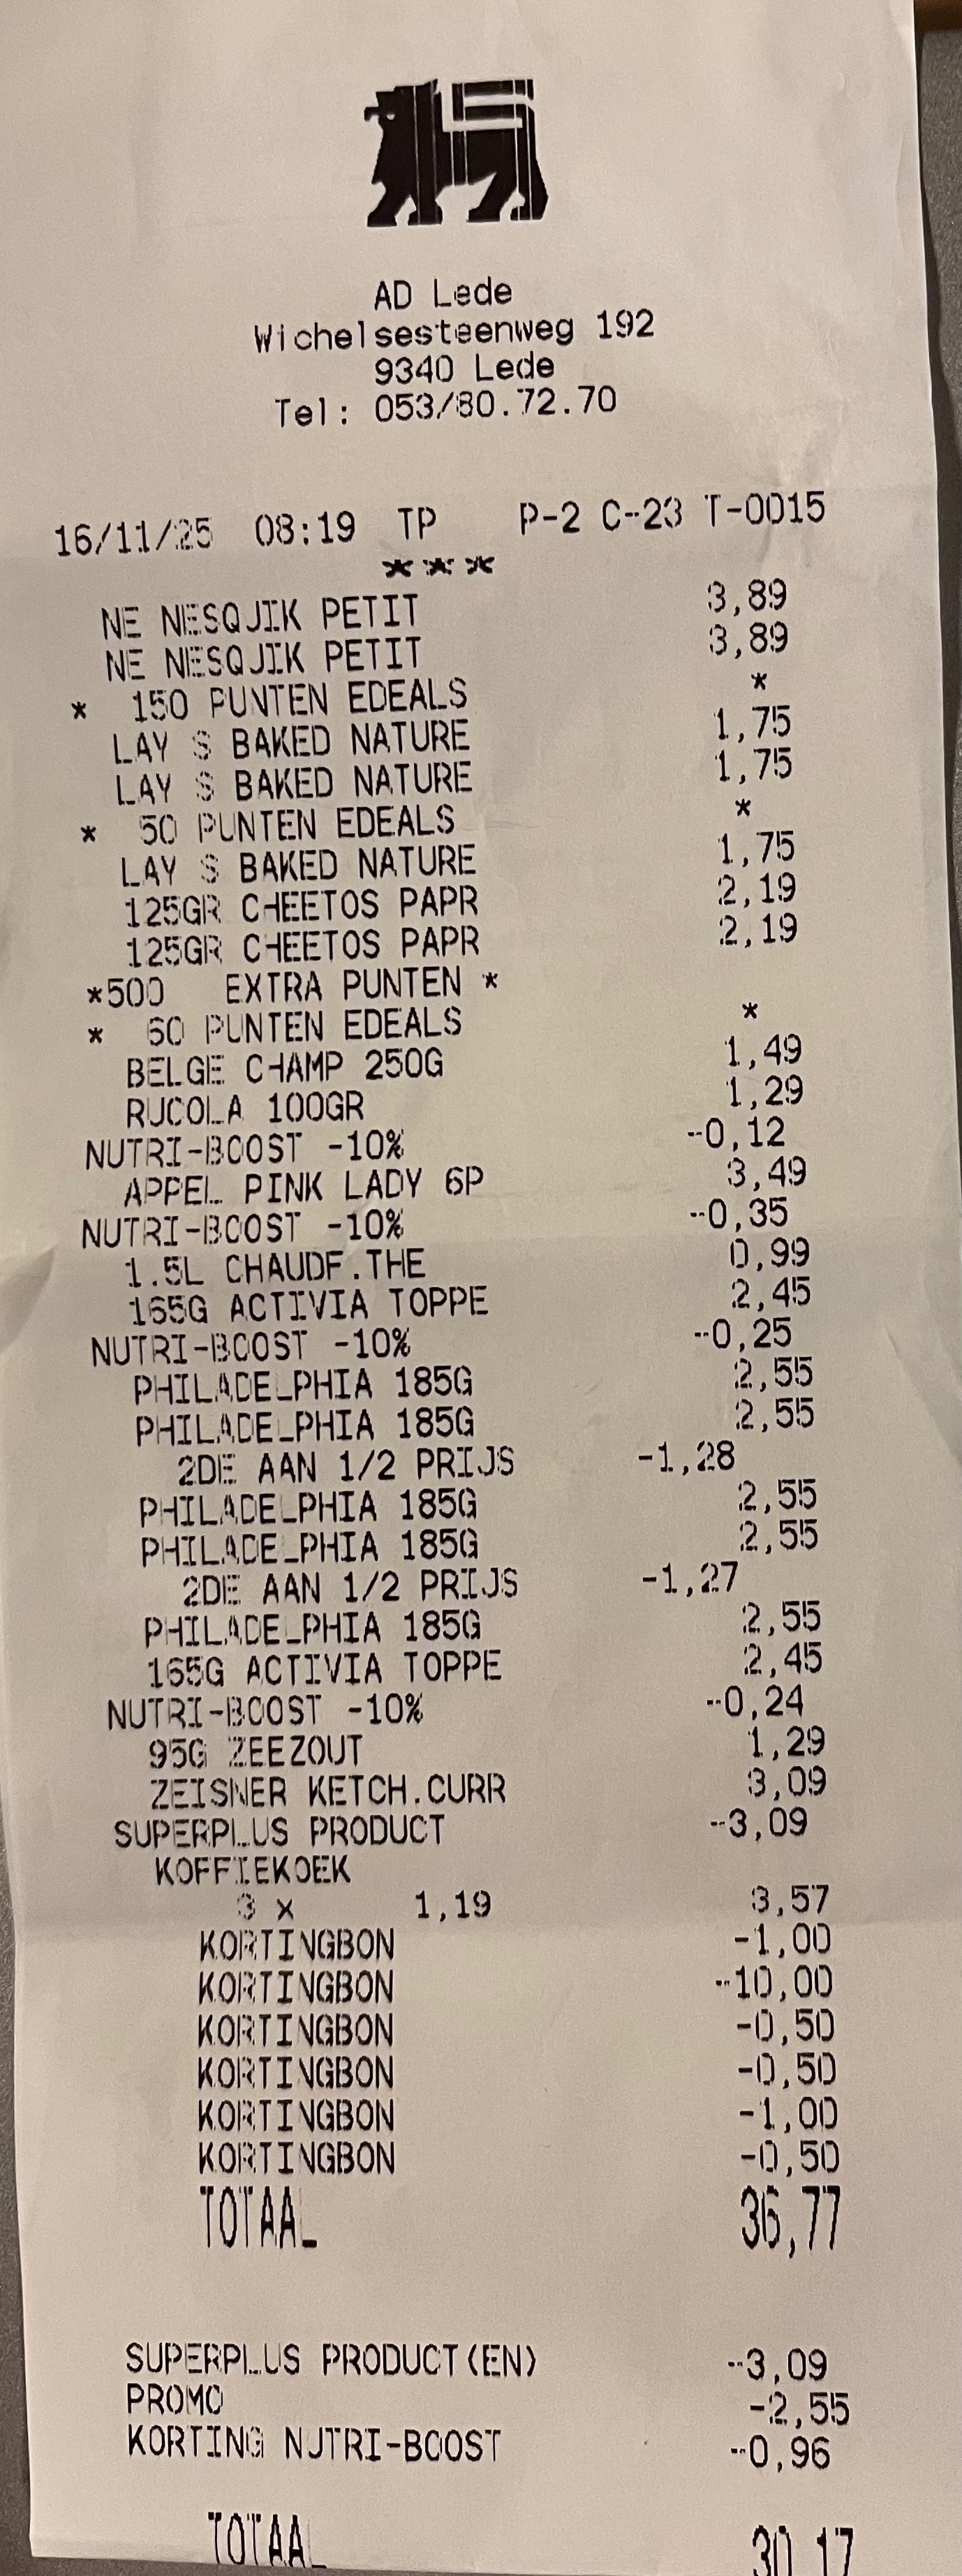 AD Lede
Wichelsesteenweg 192
9340 Lede
Tel: 053/80.72.70
16/11/25 08:19 TP P-2 C-23 T-0015
***
NE NESQUIK PETIT 3,89
NE NESQUIK PETIT 3,89
* 150 PUNTEN EDEALS *
LAY S BAKED NATURE 1,75
LAY S BAKED NATURE 1,75
* 50 PUNTEN EDEALS *
LAY S BAKED NATURE 1,75
125GR CHEETOS PAPR 2,19
125GR CHEETOS PAPR 2,19
*500 EXTRA PUNTEN *
* 60 PUNTEN EDEALS *
BELGE CHAMP 250G 1,49
RUCOLA 100GR 1,29
NUTRI-BOOST -10% -0,12
APPEL PINK LADY 6P 3,49
NUTRI-BOOST -10% -0,35
1.5L CHAUDF.THE 0,99
165G ACTIVIA TOPPE 2,45
NUTRI-BOOST -10% -0,25
PHILADELPHIA 185G 2,55
PHILADELPHIA 185G 2,55
2DE AAN 1/2 PRIJS -1,28
PHILADELPHIA 185G 2,55
PHILADELPHIA 185G 2,55
2DE AAN 1/2 PRIJS -1,27
PHILADELPHIA 185G 2,55
165G ACTIVIA TOPPE 2,45
NUTRI-BOOST -10% -0,24
95G ZEEZOUT 1,29
ZEISNER KETCH.CURR 3,09
SUPERPLUS PRODUCT -3,09
KOFFIEKOEK
3 x 1,19 3,57
KORTINGBON -1,00
KORTINGBON -10,00
KORTINGBON -0,50
KORTINGBON -0,50
KORTINGBON -1,00
KORTINGBON -0,50
TOTAAL 36,77
SUPERPLUS PRODUCT(EN) -3,09
PROMO -2,55
KORTING NUTRI-BOOST -0,96
TOTAAL 30,17